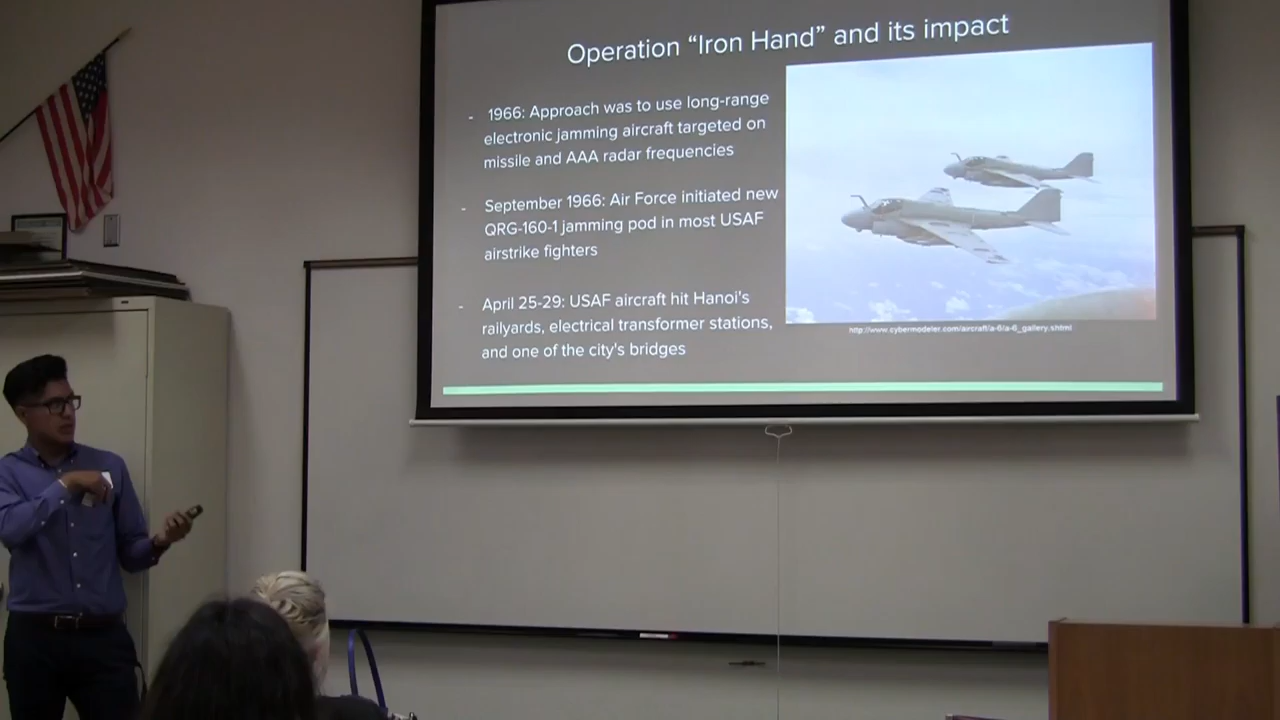 Operation “Iron Hand” and its impact
- 1966: Approach was to use long-range
electronic jamming aircraft targeted on
missile and AAA radar frequencies
- September 1966: Air Force initiated new
QRG-160-1 jamming pod in most USAF
airstrike fighters
- April 25-29: USAF aircraft hit Hanoi's
railyards, electrical transformer stations,
and one of the city's bridges
http://www.cybermodeler.com/aircraft/a-6/a-6_gallery.shtml